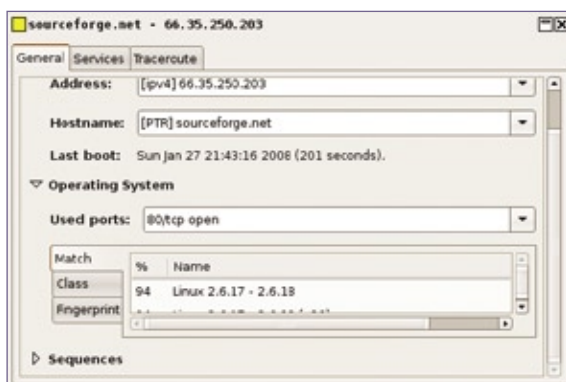 sourceforge.net - 66.35.250.203
General Services Traceroute
Address: [ipv4] 66.35.250.203
Hostname: [PTR] sourceforge.net
Last boot: Sun Jan 27 21:43:16 2008 (201 seconds).
Operating System
Used ports: 80/tcp open
Match
% Name
Class
94 Linux 2.6.17 - 2.6.18
Fingerprint
Sequences